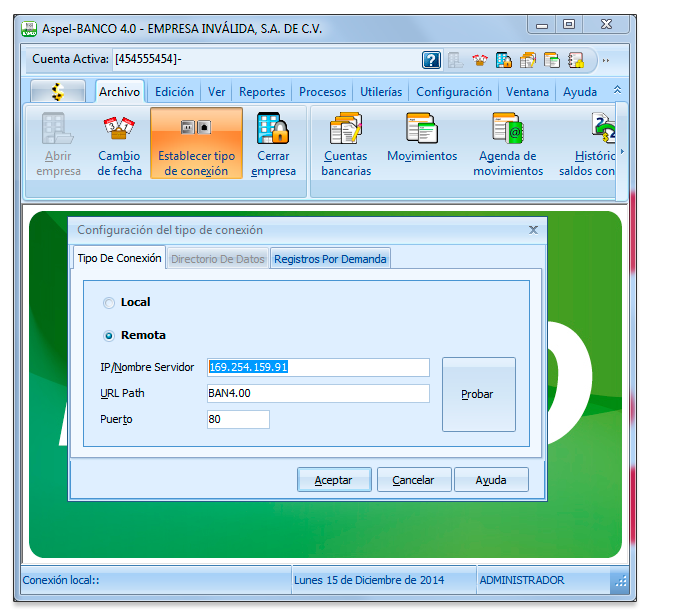 Aspel-BANCO 4.0 - EMPRESA INVÁLIDA, S.A. DE C.V.
Cuenta Activa: [454555454]-
Archivo Edición Ver Reportes Procesos Utilerías Configuración Ventana Ayuda
Abrir empresa
Cambio de fecha
Establecer tipo de conexión
Cerrar empresa
Cuentas bancarias
Movimientos
Agenda de movimientos
Históric
saldos con
Configuración del tipo de conexión
Tipo De Conexión Directorio De Datos Registros Por Demanda
Local
Remota
IP/Nombre Servidor 169.254.159.91
URL Path BAN4.00
Probar
Puerto 80
Aceptar Cancelar Ayuda
Conexión local:: Lunes 15 de Diciembre de 2014 ADMINISTRADOR